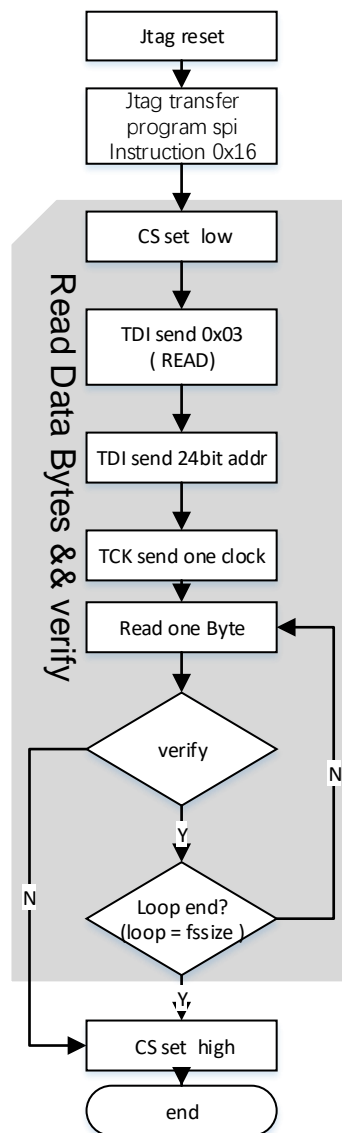 Jtag reset
Jtag transfer
program spi
Instruction 0x16
Read Data Bytes && verify
CS set low
TDI send 0x03
( READ)
TDI send 24bit addr
TCK send one clock
Read one Byte
verify
N
Y
N
Loop end?
(loop = fssize )
Y
CS set high
end